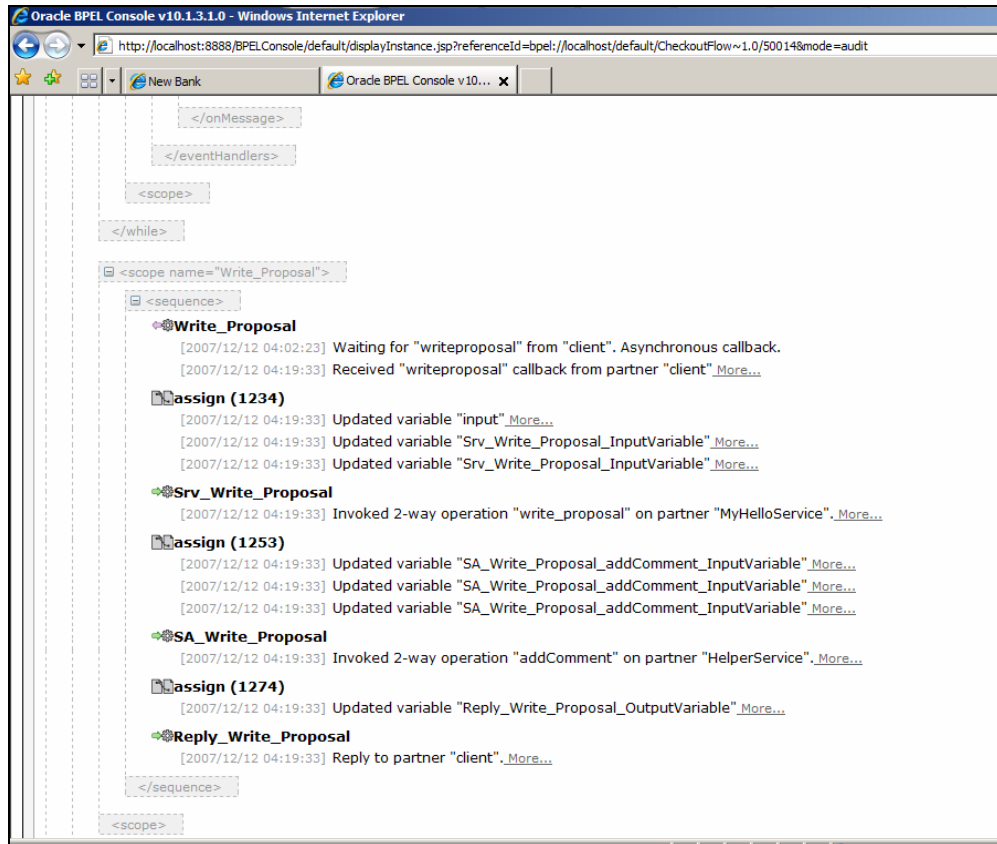 Oracle BPEL Console v10.1.3.1.0 - Windows Internet Explorer
http://localhost:8888/BPELConsole/default/displayInstance.jsp?referenceId=bpel://localhost/default/CheckoutFlow~1.0/50014&mode=audit
New Bank Oracle BPEL Console v10...
</onMessage>
</eventHandlers>
<scope>
</while>
<scope name="Write_Proposal">
<sequence>
Write_Proposal
[2007/12/12 04:02:23] Waiting for "writeproposal" from "client". Asynchronous callback.
[2007/12/12 04:19:33] Received "writeproposal" callback from partner "client" More...
assign (1234)
[2007/12/12 04:19:33] Updated variable "input" More...
[2007/12/12 04:19:33] Updated variable "Srv_Write_Proposal_InputVariable" More...
[2007/12/12 04:19:33] Updated variable "Srv_Write_Proposal_InputVariable" More...
Srv_Write_Proposal
[2007/12/12 04:19:33] Invoked 2-way operation "write_proposal" on partner "MyHelloService". More...
assign (1253)
[2007/12/12 04:19:33] Updated variable "SA_Write_Proposal_addComment_InputVariable" More...
[2007/12/12 04:19:33] Updated variable "SA_Write_Proposal_addComment_InputVariable" More...
[2007/12/12 04:19:33] Updated variable "SA_Write_Proposal_addComment_InputVariable" More...
SA_Write_Proposal
[2007/12/12 04:19:33] Invoked 2-way operation "addComment" on partner "HelperService". More...
assign (1274)
[2007/12/12 04:19:33] Updated variable "Reply_Write_Proposal_OutputVariable" More...
Reply_Write_Proposal
[2007/12/12 04:19:33] Reply to partner "client". More...
</sequence>
<scope>